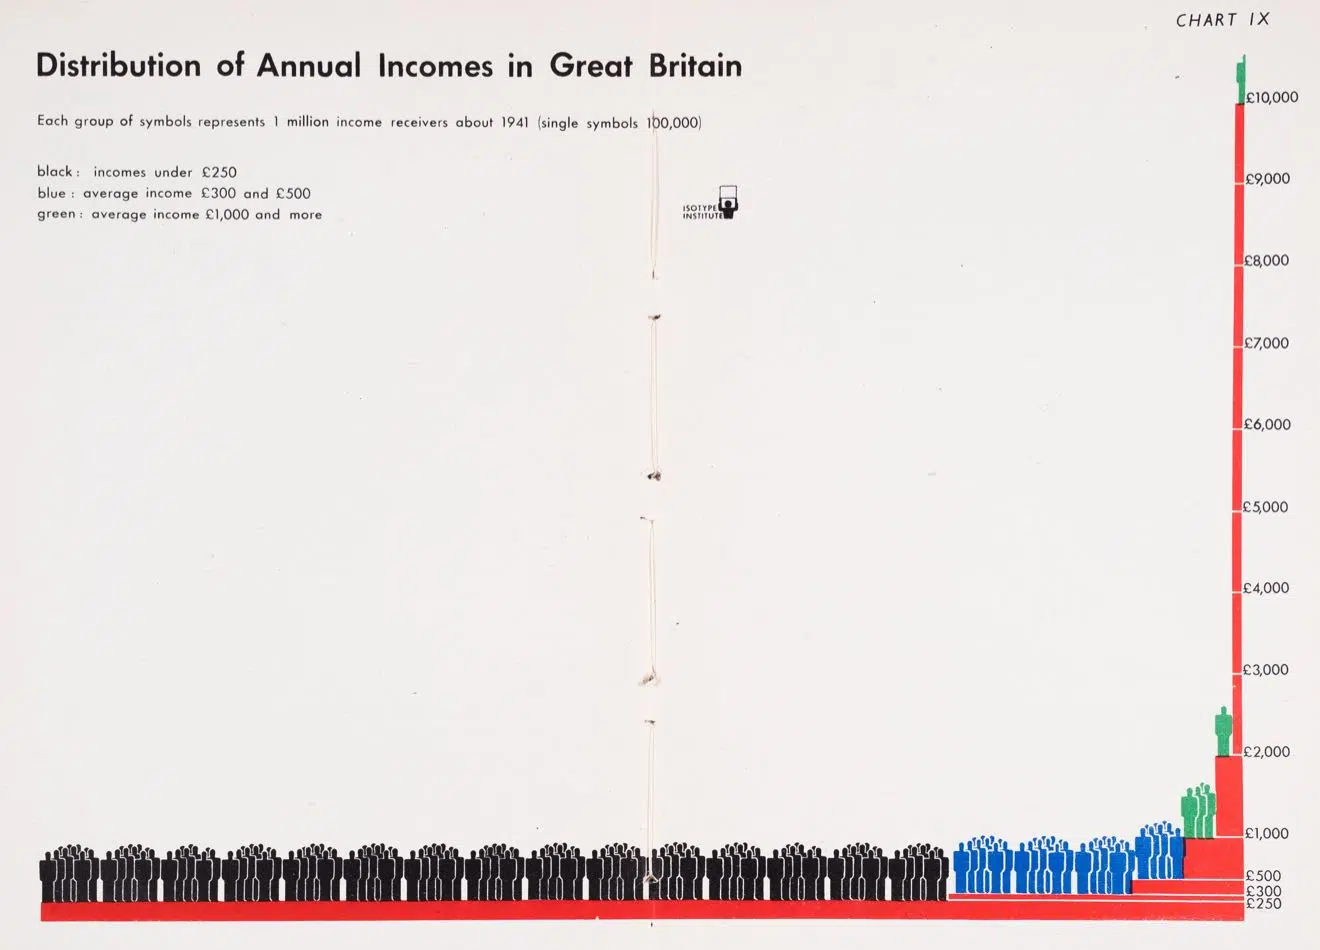 CHART IX
Distribution of Annual Incomes in Great Britain
Each group of symbols represents 1 million income receivers about 1941 (single symbols 100,000)
black : incomes under £250
blue : average income £300 and £500
green : average income £1,000 and more
ISOTYPE
INSTITUTE
£10,000
£9,000
£8,000
£7,000
£6,000
£5,000
£4,000
£3,000
£2,000
£1,000
£500
£300
£250